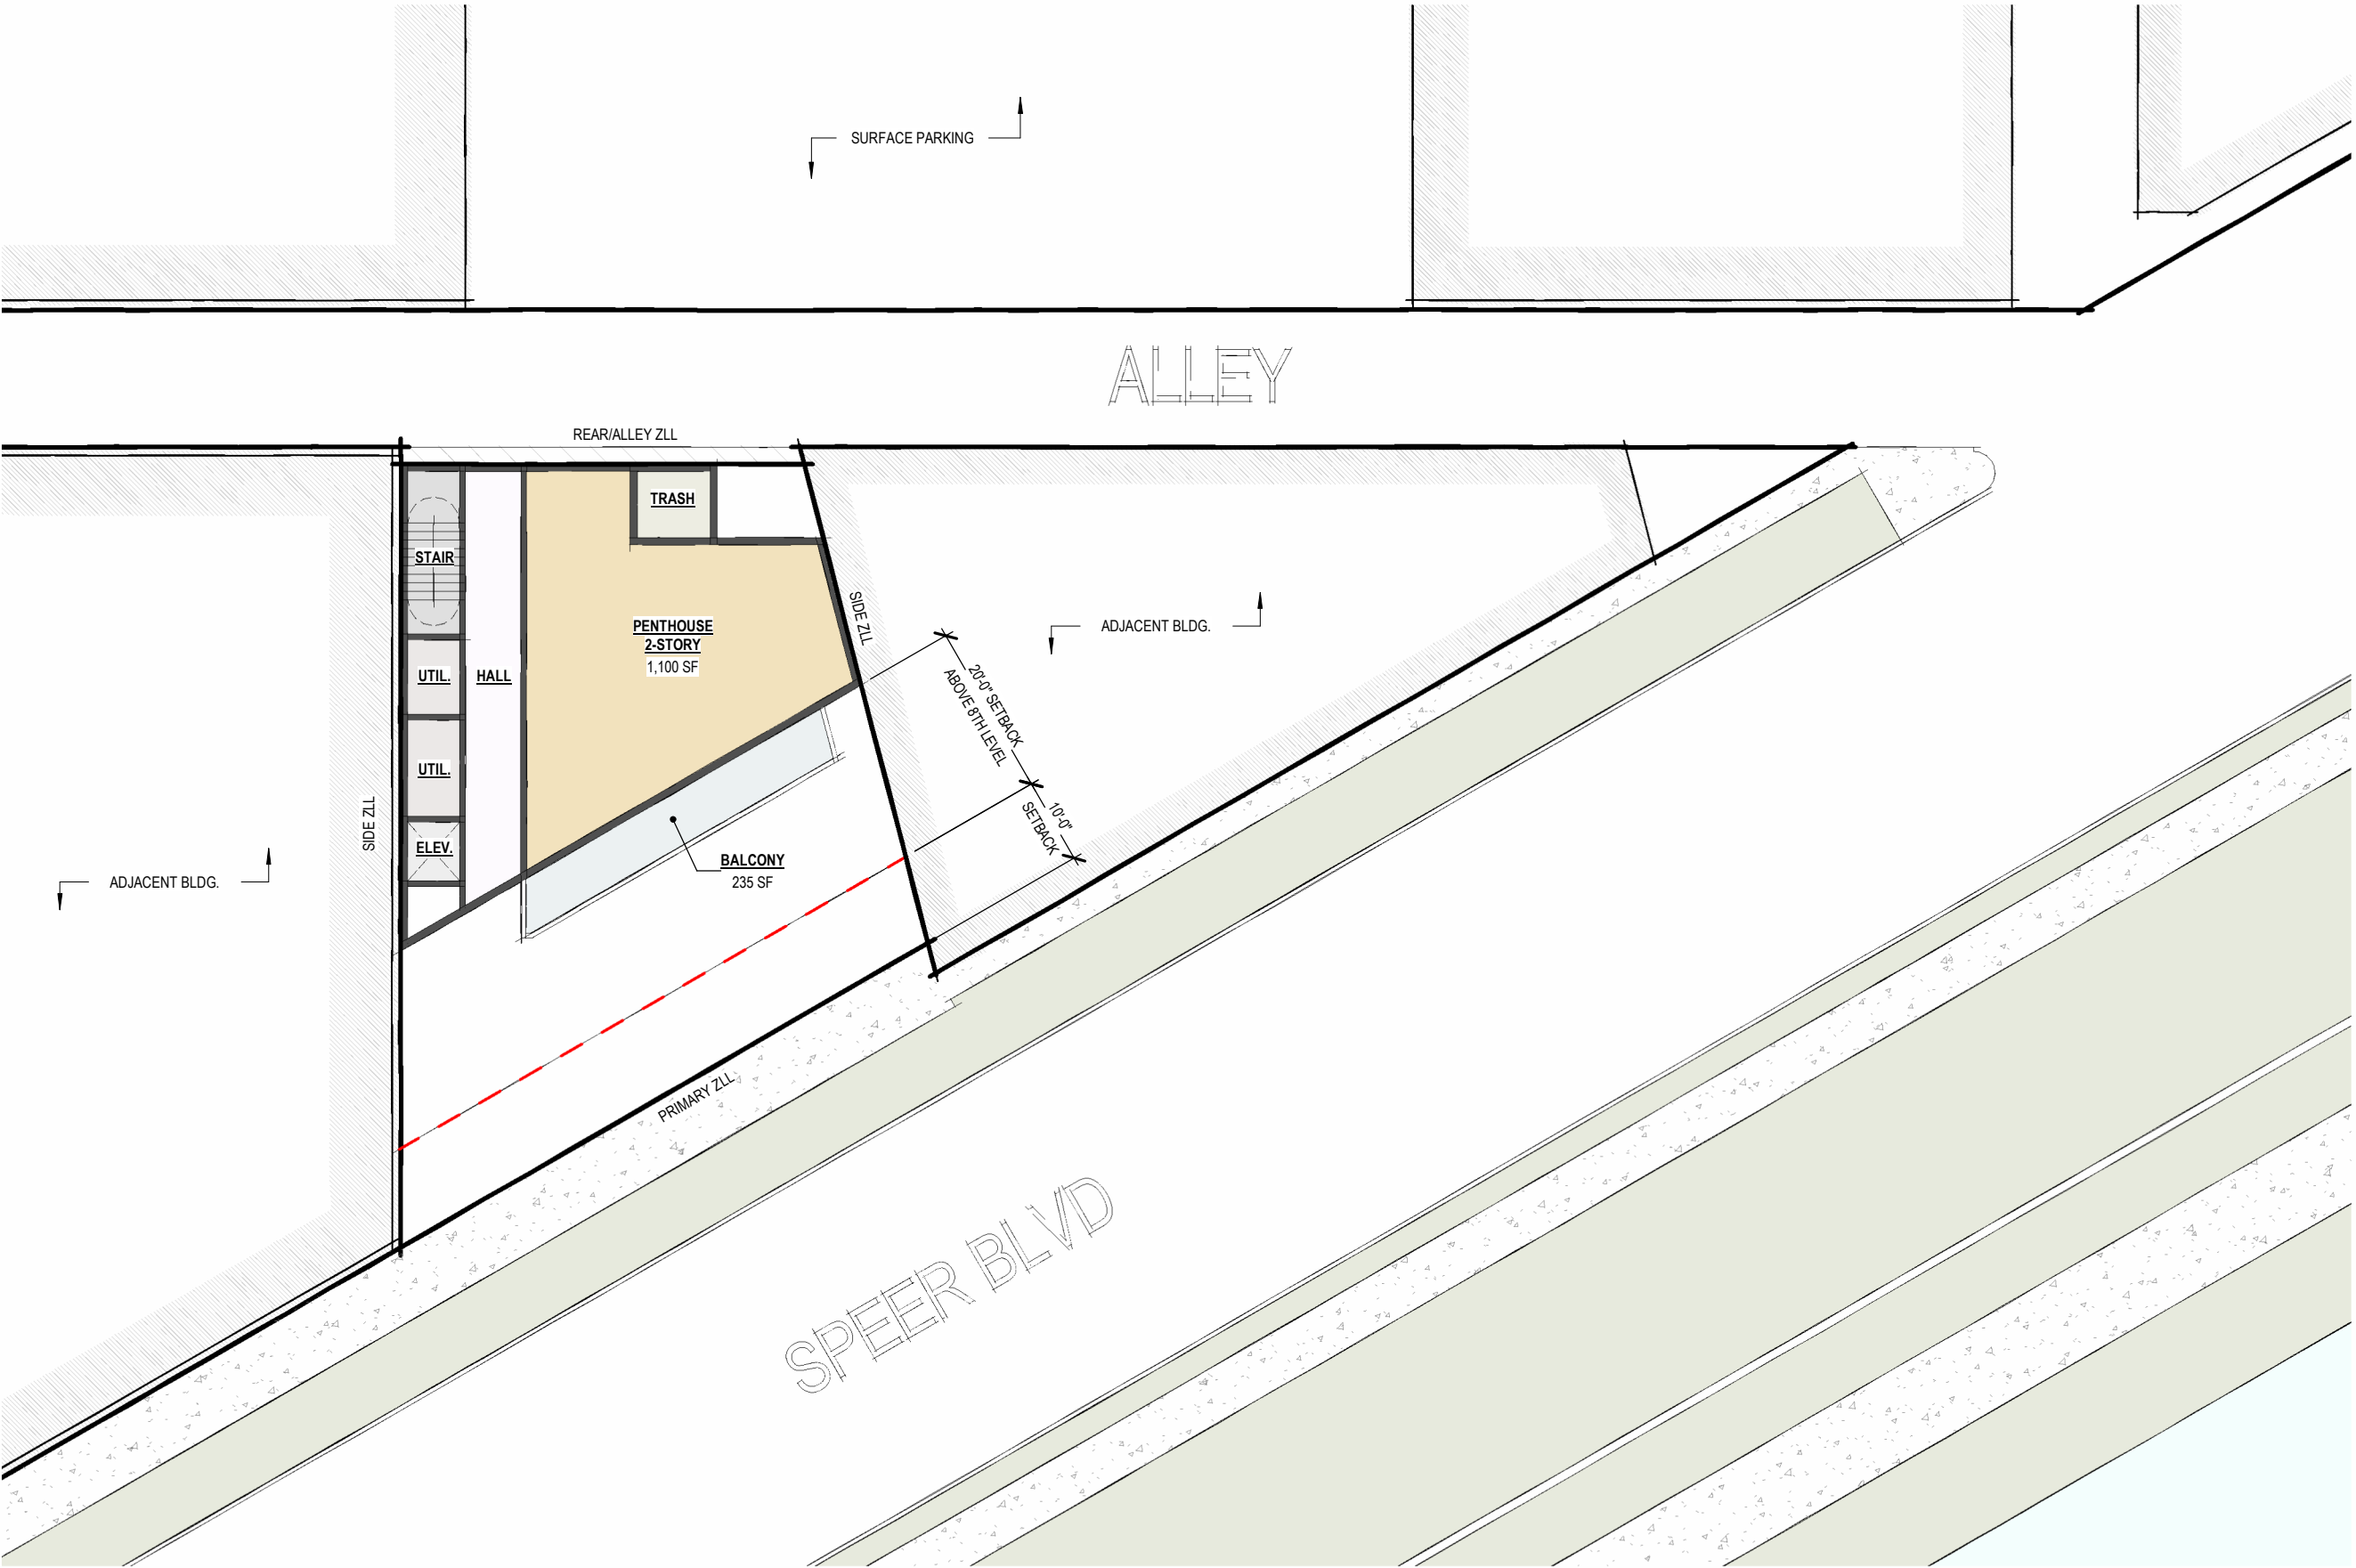 SURFACE PARKING
ALLEY
REAR/ALLEY ZLL
TRASH
STAIR
SIDE ZLL
PENTHOUSE
2-STORY
1,100 SF
ADJACENT BLDG.
UTIL.
HALL
20'-0" SETBACK
ABOVE 8TH LEVEL
UTIL.
10'-0"
SETBACK
SIDE ZLL
ELEV.
BALCONY
235 SF
ADJACENT BLDG.
PRIMARY ZLL
SPEER BLVD